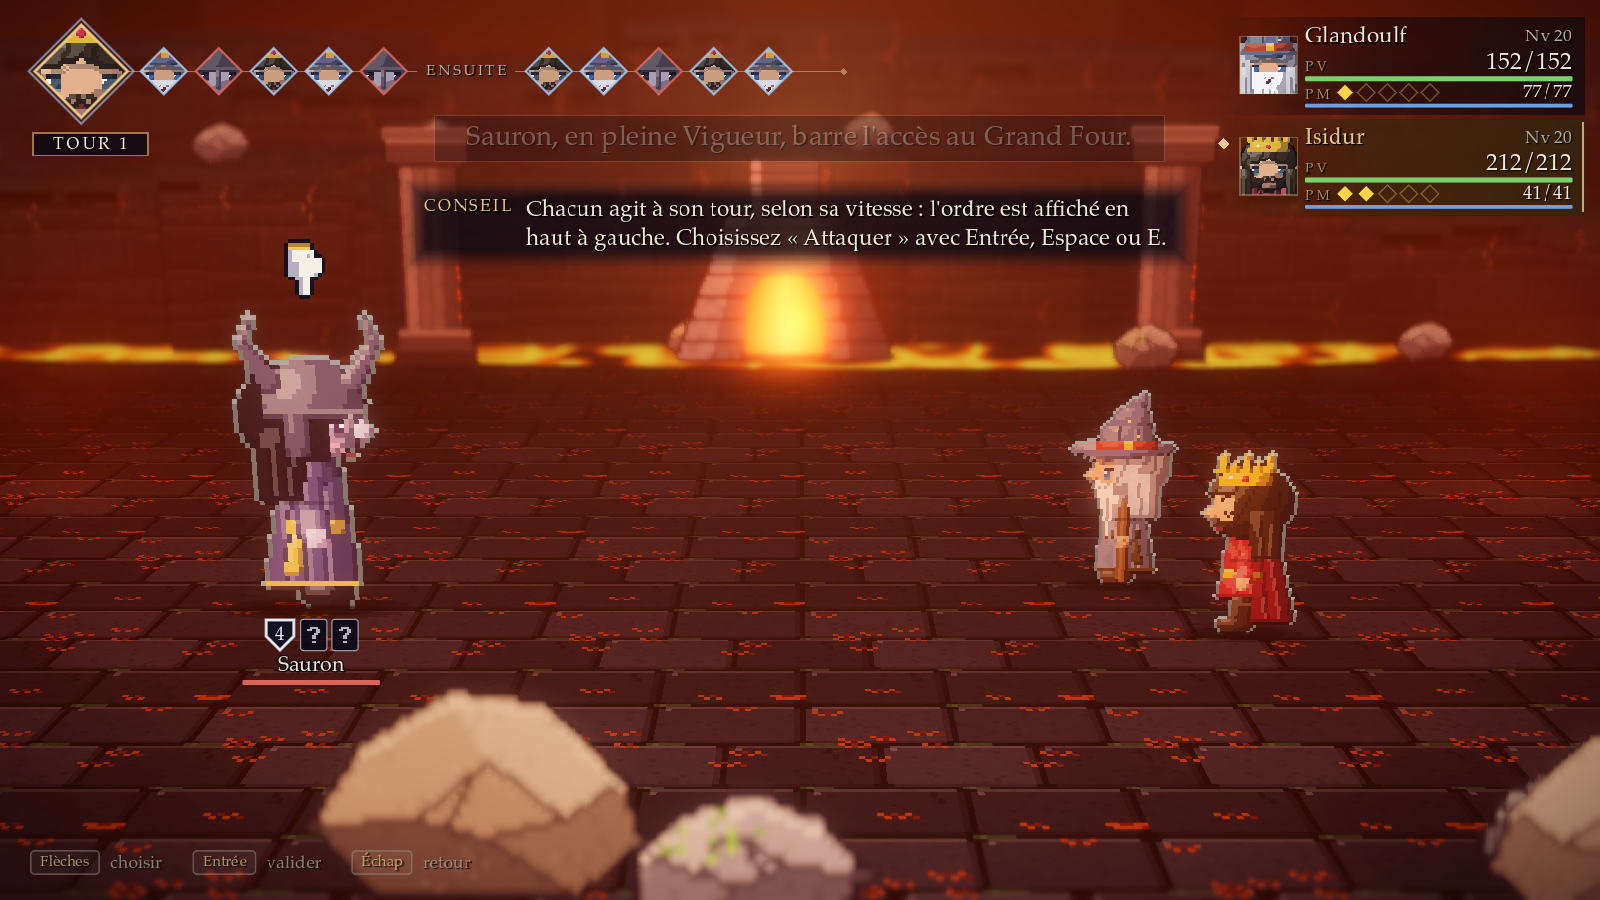 TOUR 1
ENSUITE
Sauron, en pleine Vigueur, barre l'accès au Grand Four.
CONSEIL Chacun agit à son tour, selon sa vitesse : l'ordre est affiché en
haut à gauche. Choisissez « Attaquer » avec Entrée, Espace ou E.
Glandoulf Nv 20
PV 152/152
PM 77/77
Isidur Nv 20
PV 212/212
PM 41/41
4 ? ?
Sauron
Flèches choisir Entrée valider Échap retour